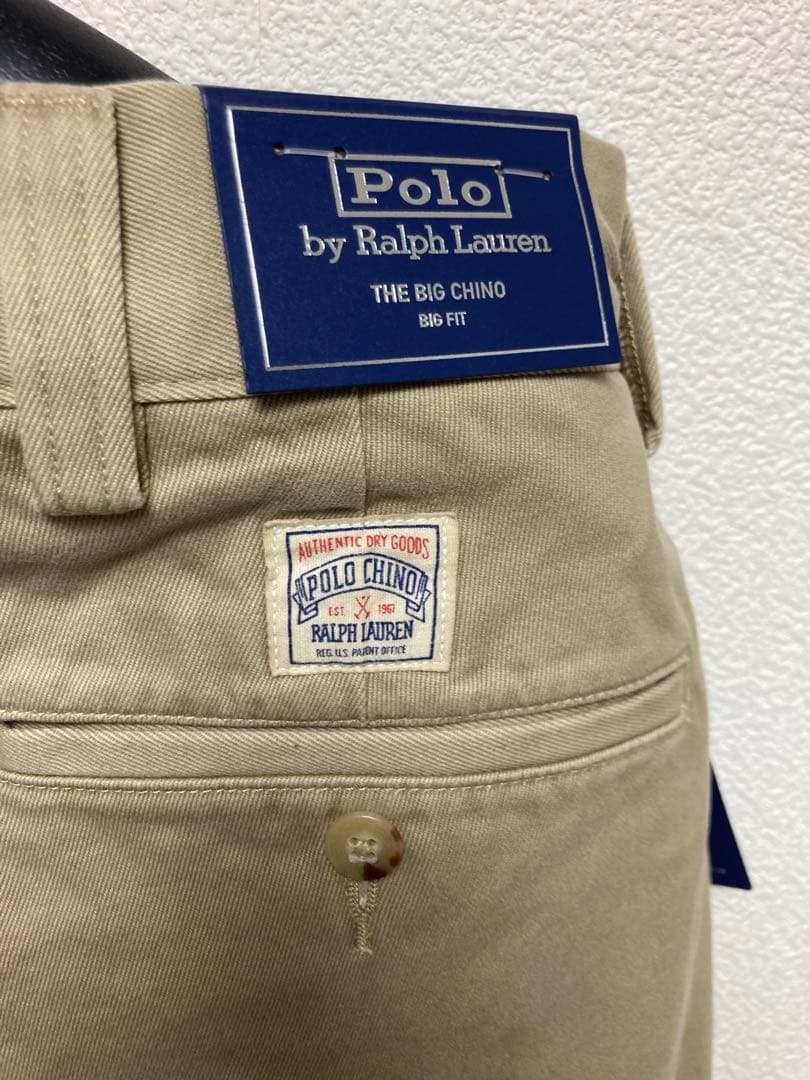 Polo
by Ralph Lauren
THE BIG CHINO
BIG FIT
AUTHENTIC DRY GOODS
POLO CHINO
EST. 1967
RALPH LAUREN
REG. U.S. PATENT OFFICE